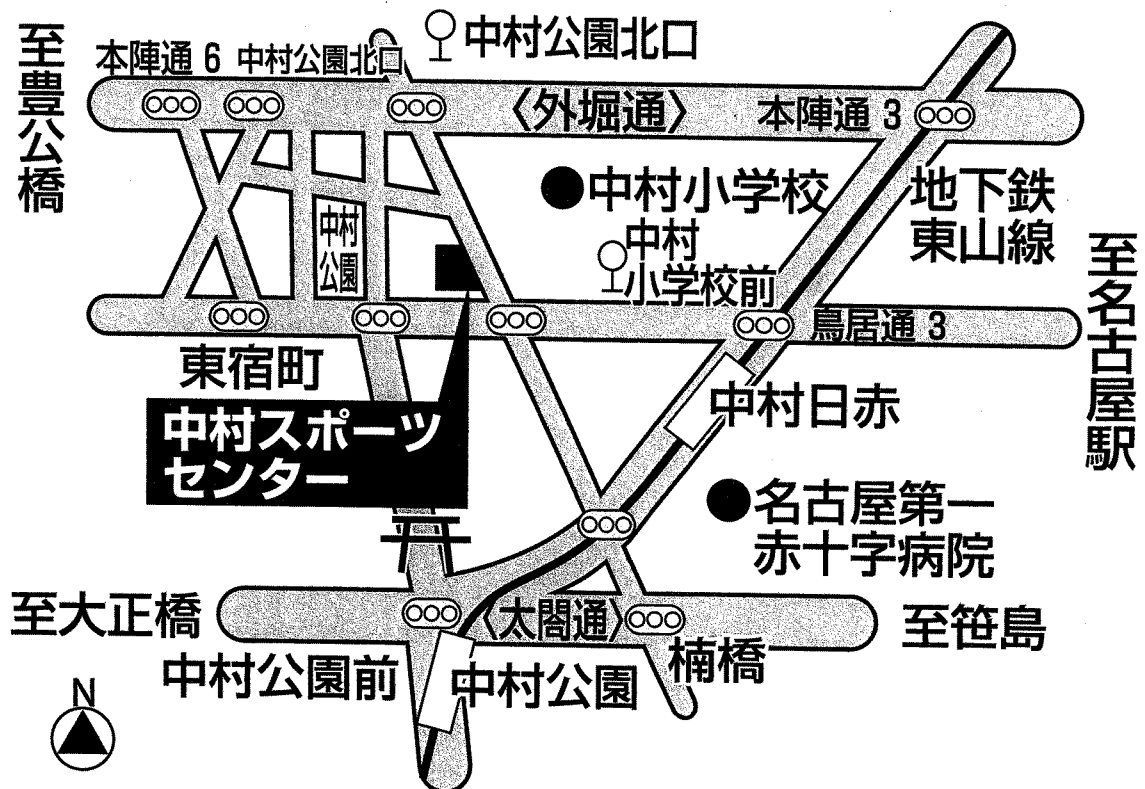 至豊公橋
本陣通6
中村公園北口
中村公園北口
〈外堀通〉
本陣通3
中村小学校
地下鉄
東山線
中村
小学校前
中村
公園
至名古屋駅
鳥居通3
東宿町
中村日赤
中村スポーツ
センター
名古屋第一
赤十字病院
至大正橋
〈太閤通〉
至笹島
楠橋
中村公園前
中村公園
N